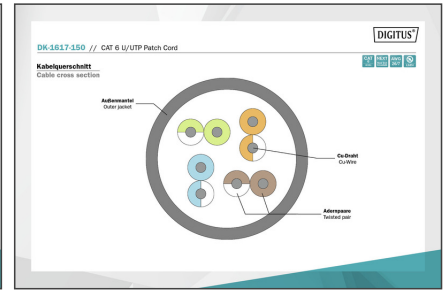 DIGITUS®
DK-1617-150 // CAT 6 U/UTP Patch Cord
Kabelquerschnitt
Cable cross section
Außenmantel
Outer jacket
Cu-Draht
Cu-Wire
Adernpaare
Twisted pair